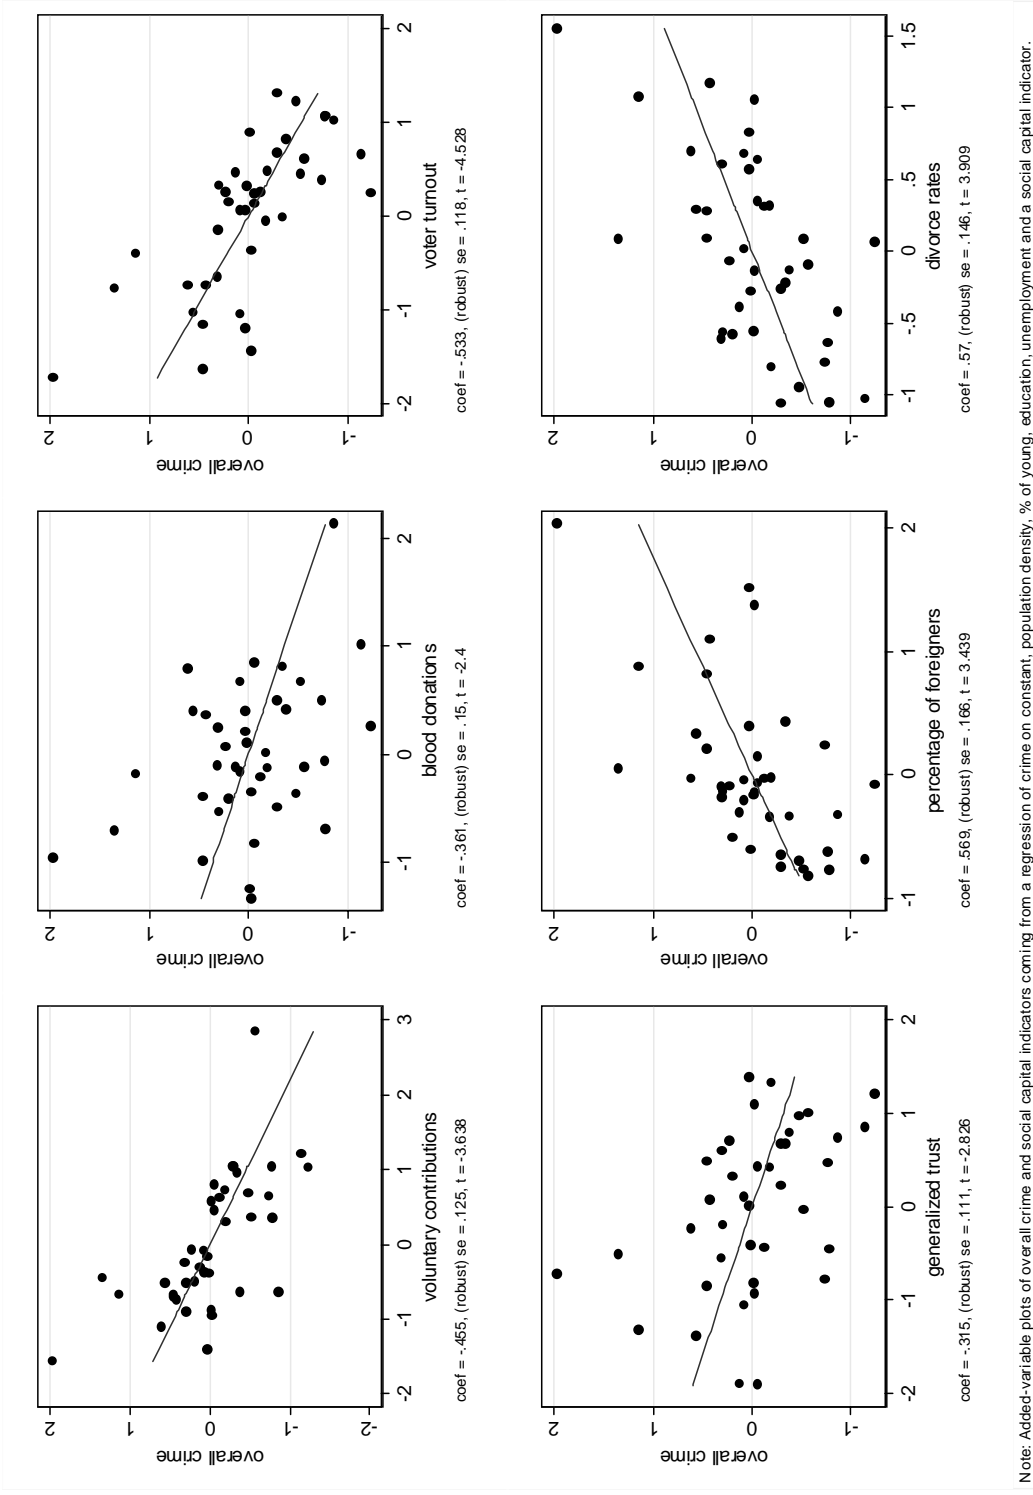 overall crime
2
1
0
-1
-2
-2 -1 0 1 2 3
voluntary contributions
coef = -.455, (robust) se = .125, t = -3.638
overall crime
2
1
0
-1
-1 0 1 2
blood donations
coef = -.361, (robust) se = .15, t = -2.4
overall crime
2
1
0
-1
-2 -1 0 1 2
voter turnout
coef = -.533, (robust) se = .118, t = -4.528
overall crime
2
1
0
-1
-2 -1 0 1 2
generalized trust
coef = -.315, (robust) se = .111, t = -2.826
overall crime
2
1
0
-1
-1 0 1 2
percentage of foreigners
coef = .569, (robust) se = .166, t = 3.439
overall crime
2
1
0
-1
-1 -.5 0 .5 1 1.5
divorce rates
coef = .57, (robust) se = .146, t = 3.909
Note: Added-variable plots of overall crime and social capital indicators coming from a regression of crime on constant, population density, % of young, education, unemployment and a social capital indicator.